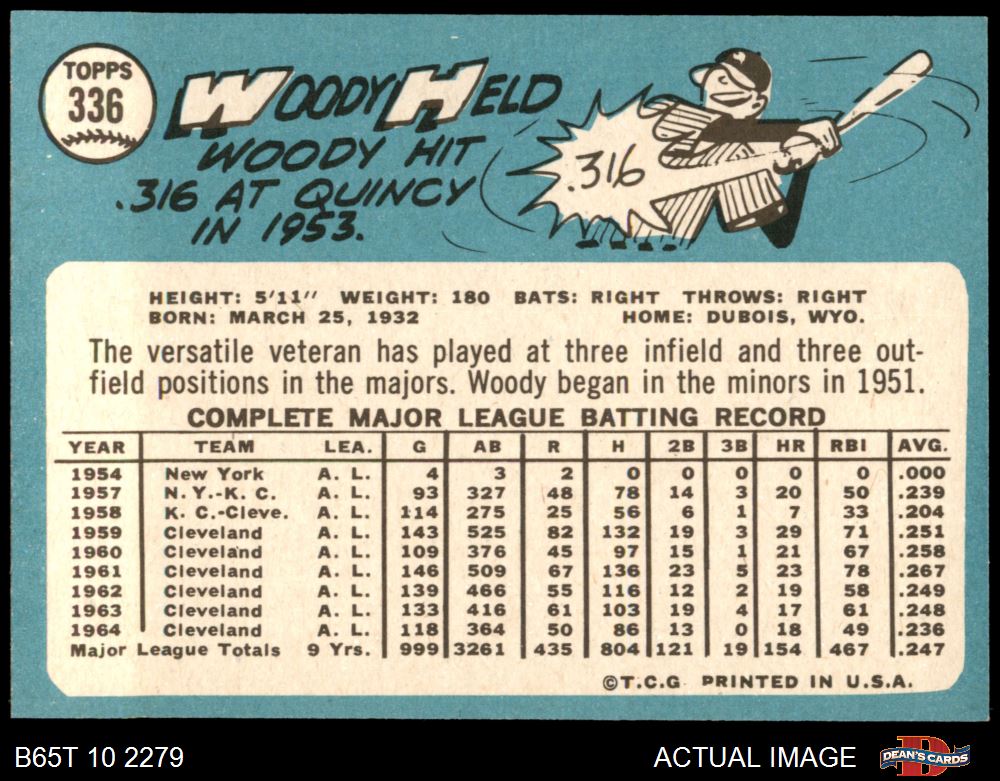 TOPPS
336
WOODY HELD
WOODY HIT
.316 AT QUINCY
IN 1953.
.316
HEIGHT: 5'11" WEIGHT: 180 BATS: RIGHT THROWS: RIGHT
BORN: MARCH 25, 1932 HOME: DUBOIS, WYO.
The versatile veteran has played at three infield and three out-
field positions in the majors. Woody began in the minors in 1951.
COMPLETE MAJOR LEAGUE BATTING RECORD
YEAR TEAM LEA. G AB R H 2B 3B HR RBI AVG.
1954 New York A. L. 4 3 2 0 0 0 0 0 .000
1957 N. Y.-K. C. A. L. 93 327 48 78 14 3 20 50 .239
1958 K. C.-Cleve. A. L. 114 275 25 56 6 1 7 33 .204
1959 Cleveland A. L. 143 525 82 132 19 3 29 71 .251
1960 Cleveland A. L. 109 376 45 97 15 1 21 67 .258
1961 Cleveland A. L. 146 509 67 136 23 5 23 78 .267
1962 Cleveland A. L. 139 466 55 116 12 2 19 58 .249
1963 Cleveland A. L. 133 416 61 103 19 4 17 61 .248
1964 Cleveland A. L. 118 364 50 86 13 0 18 49 .236
Major League Totals 9 Yrs. 999 3261 435 804 121 19 154 467 .247
©T.C.G. PRINTED IN U.S.A.
B65T 10 2279 ACTUAL IMAGE DEAN'S CARDS